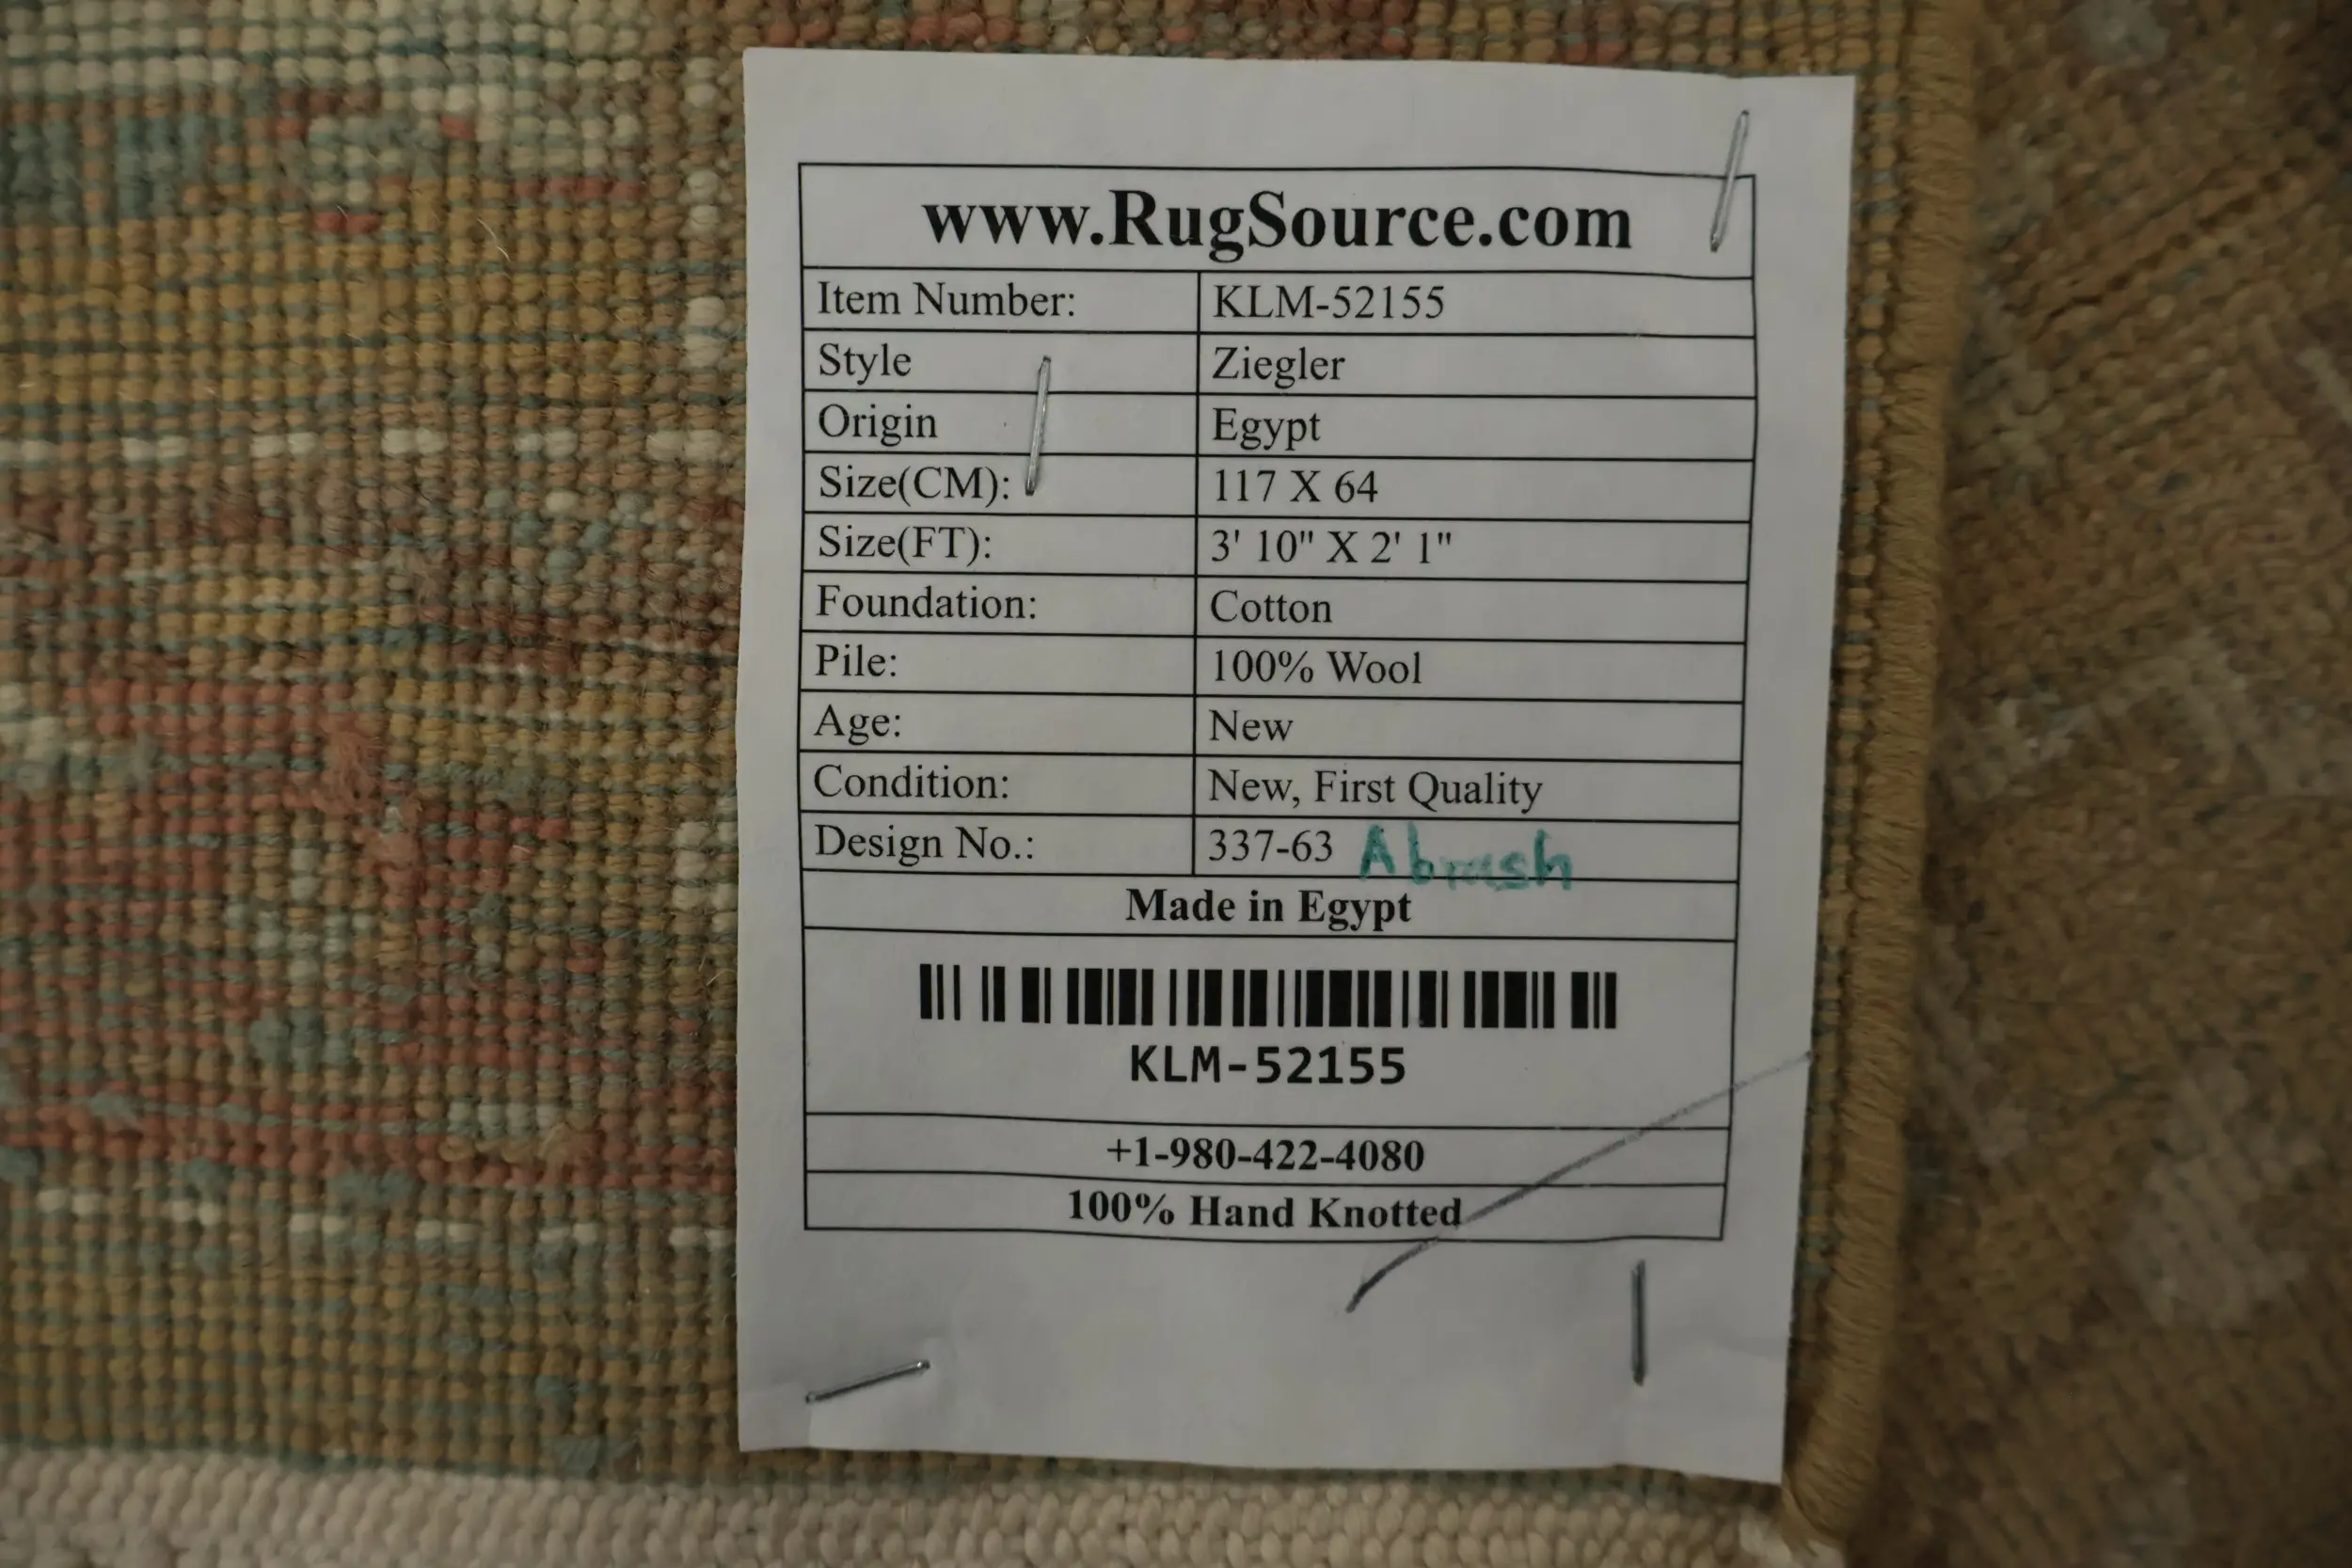 www.RugSource.com
Item Number: KLM-52155
Style Ziegler
Origin Egypt
Size(CM): 117 X 64
Size(FT): 3' 10" X 2' 1"
Foundation: Cotton
Pile: 100% Wool
Age: New
Condition: New, First Quality
Design No.: 337-63 Abrash
Made in Egypt
KLM-52155
+1-980-422-4080
100% Hand Knotted